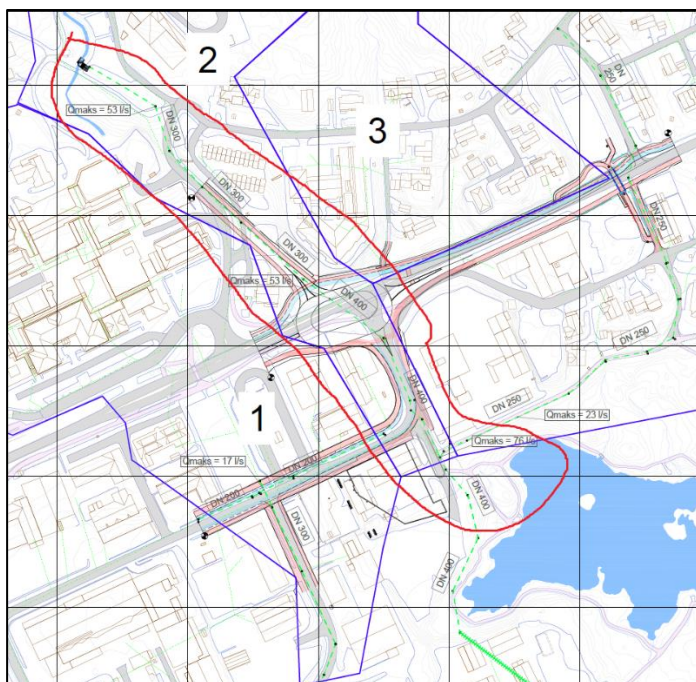 2
DN
250
Qmaks = 53 l/s
DN 300
3
DN 300
DN 250
DN 300
Qmaks = 53 l/s
DN 400
DN 250
DN 400
DN 250
1
Qmaks = 23 l/s
Qmaks = 76 l/s
Qmaks = 17 l/s
DN 200
DN 200
DN 400
DN 300
DN 400